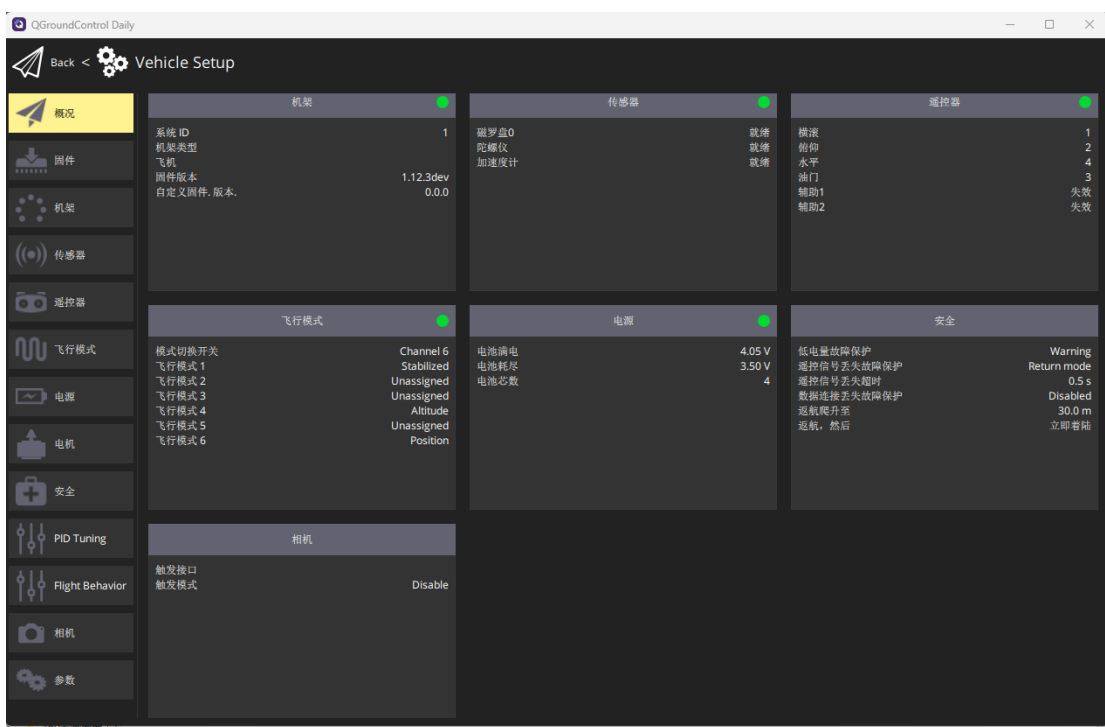 QGroundControl Daily
Back < Vehicle Setup
概况
固件
机架
传感器
遥控器
飞行模式
电源
电机
安全
PID Tuning
Flight Behavior
相机
参数
机架
系统 ID 1
机架类型
飞机
固件版本 1.12.3dev
自定义固件. 版本. 0.0.0
传感器
磁罗盘0 就绪
陀螺仪 就绪
加速度计 就绪
遥控器
横滚 1
俯仰 2
水平 4
油门 3
辅助1 失效
辅助2 失效
飞行模式
模式切换开关 Channel 6
飞行模式 1 Stabilized
飞行模式 2 Unassigned
飞行模式 3 Unassigned
飞行模式 4 Altitude
飞行模式 5 Unassigned
飞行模式 6 Position
电源
电池满电 4.05 V
电池耗尽 3.50 V
电池芯数 4
安全
低电量故障保护 Warning
遥控信号丢失故障保护 Return mode
遥控信号丢失超时 0.5 s
数据连接丢失故障保护 Disabled
返航爬升至 30.0 m
返航，然后 立即着陆
相机
触发接口
触发模式 Disable